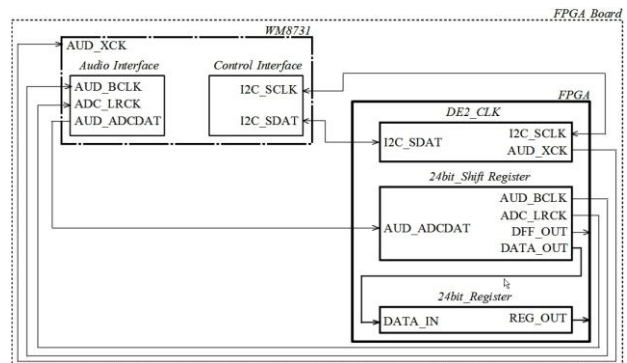 FPGA Board
WM8731
AUD_XCK
Audio Interface
AUD_BCLK
ADC_LRCK
AUD_ADCDAT
Control Interface
I2C_SCLK
I2C_SDAT
FPGA
DE2_CLK
I2C_SCLK
I2C_SDAT
AUD_XCK
24bit_Shift Register
AUD_BCLK
ADC_LRCK
AUD_ADCDAT
DFF_OUT
DATA_OUT
24bit_Register
DATA_IN
REG_OUT